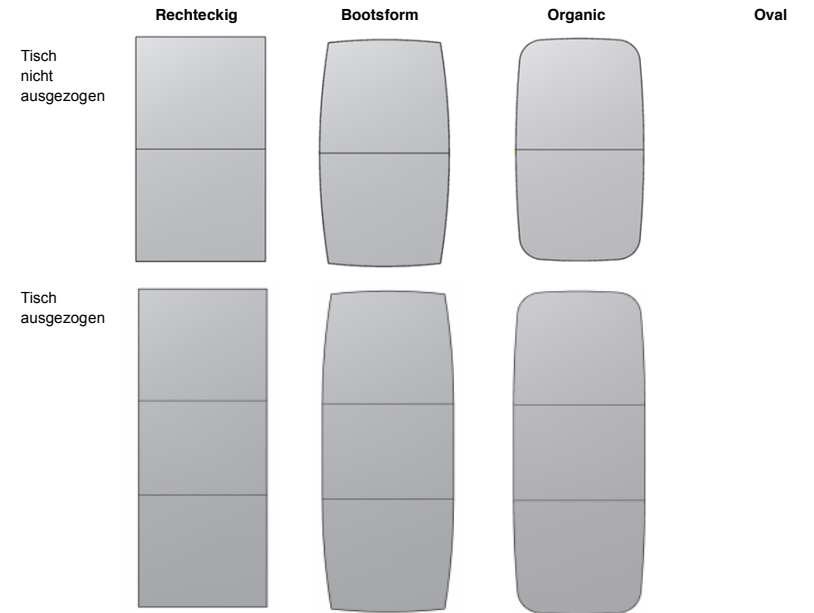 Rechteckig Bootsform Organic Oval
Tisch
nicht
ausgezogen
Tisch
ausgezogen